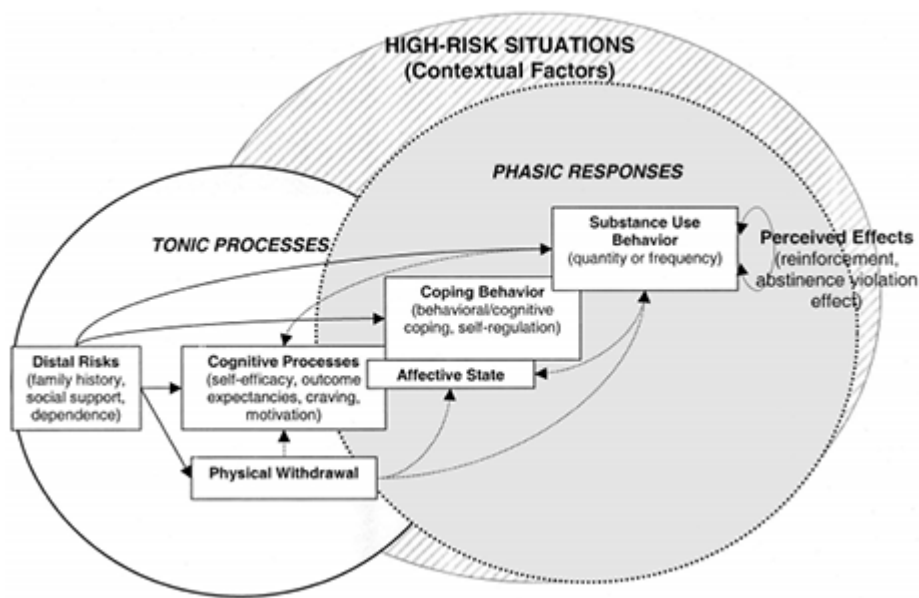 HIGH-RISK SITUATIONS
(Contextual Factors)
PHASIC RESPONSES
TONIC PROCESSES
Substance Use
Behavior
(quantity or frequency)
Perceived Effects
(reinforcement,
abstinence violation
effect)
Coping Behavior
(behavioral/cognitive
coping, self-regulation)
Distal Risks
(family history,
social support,
dependence)
Cognitive Processes
(self-efficacy, outcome
expectancies, craving,
motivation)
Affective State
Physical Withdrawal